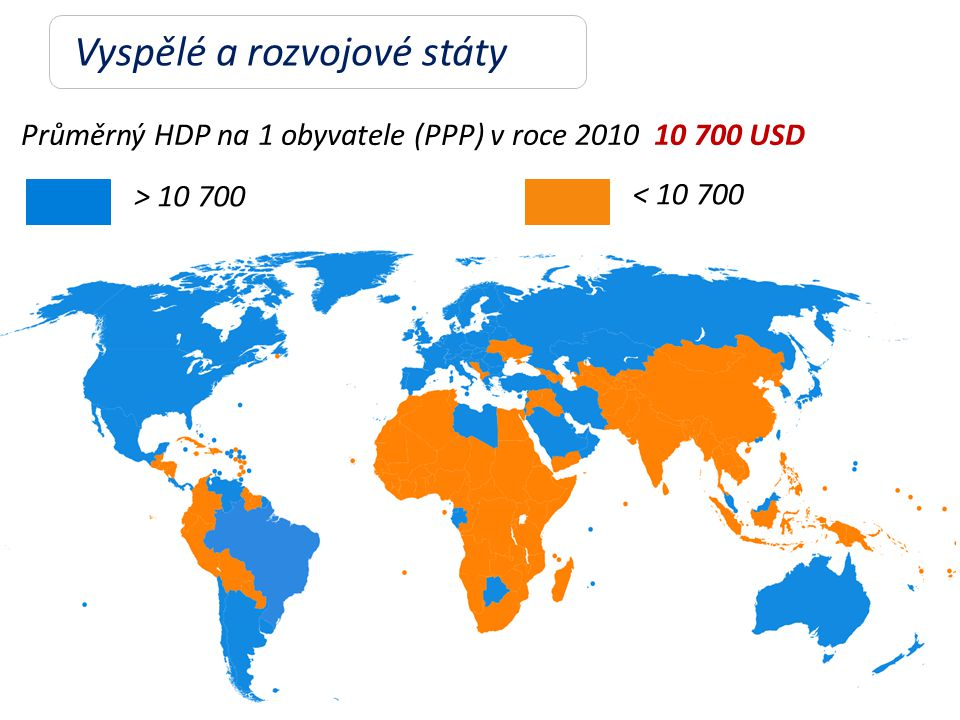 Vyspělé a rozvojové státy
Průměrný HDP na 1 obyvatele (PPP) v roce 2010 10 700 USD
> 10 700
< 10 700